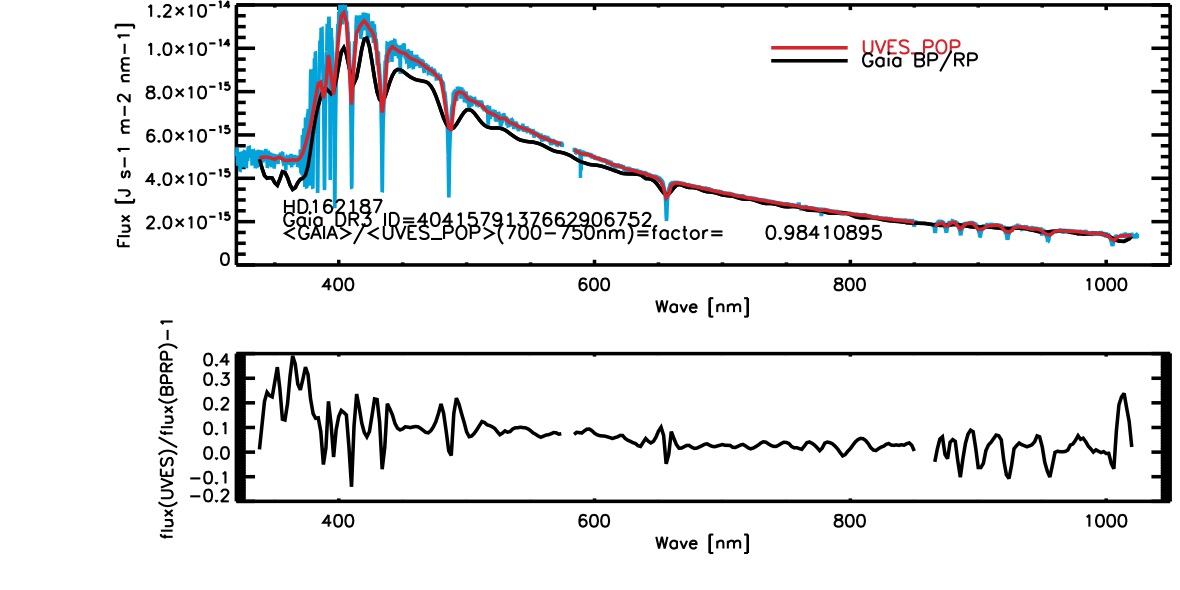 1.2×10⁻¹⁴
1.0×10⁻¹⁴
8.0×10⁻¹⁵
6.0×10⁻¹⁵
4.0×10⁻¹⁵
2.0×10⁻¹⁵
0
Flux [J s−1 m−2 nm−1]
UVES_POP
Gaia BP/RP
HD162187
Gaia DR3 ID=4041579137662906752
<GAIA>/<UVES_POP>(700−750nm)=factor= 0.98410895
400 600 800 1000
Wave [nm]
0.4
0.3
0.2
0.1
0.0
−0.1
−0.2
flux(UVES)/flux(BPRP)−1
400 600 800 1000
Wave [nm]